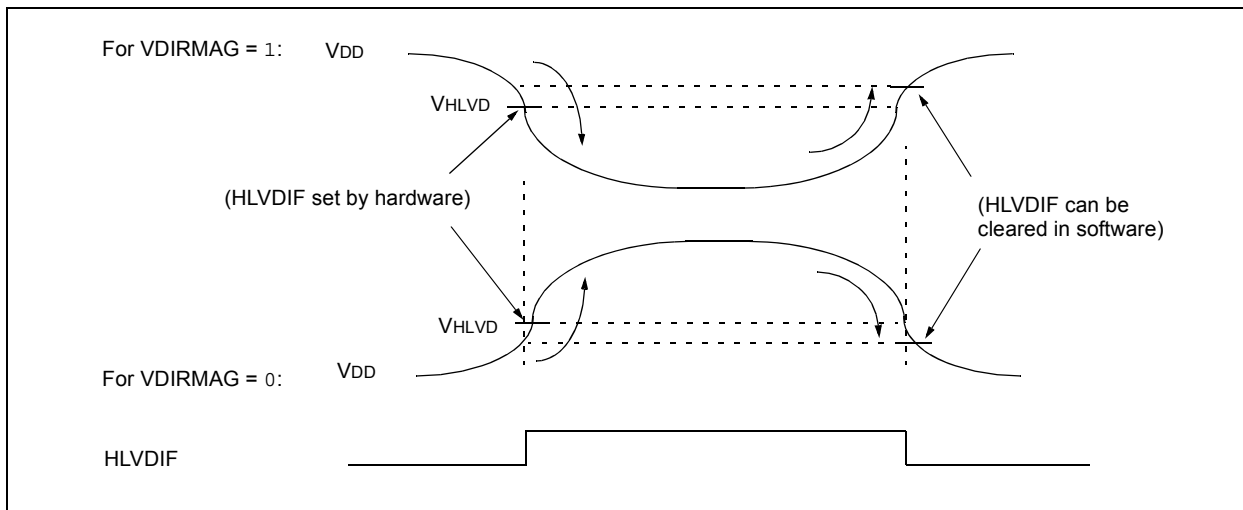 For VDIRMAG = 1: VDD
VHLVD
(HLVDIF set by hardware)
(HLVDIF can be
cleared in software)
VHLVD
For VDIRMAG = 0: VDD
HLVDIF